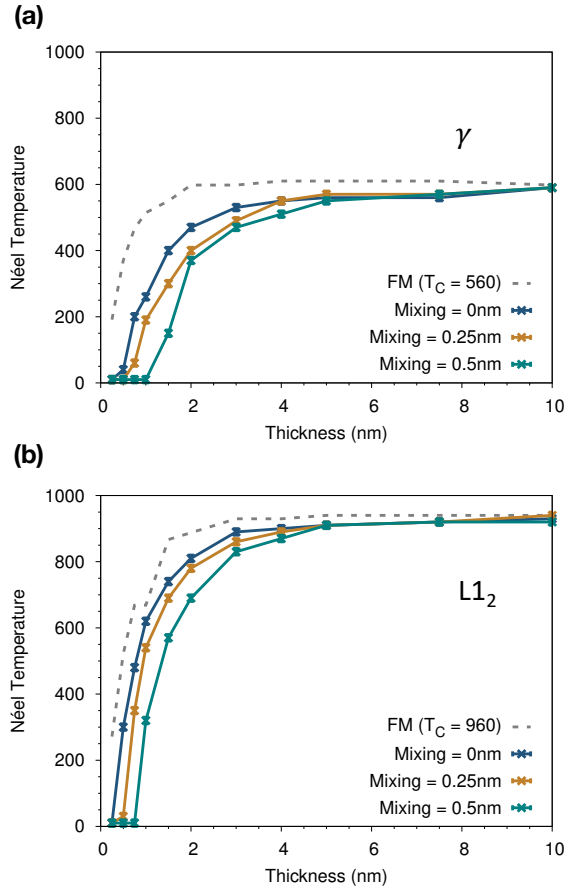 (a)
1000
800
600
400
200
0
Néel Temperature
γ
FM (T_C = 560)
Mixing = 0nm
Mixing = 0.25nm
Mixing = 0.5nm
0 2 4 6 8 10
Thickness (nm)
(b)
1000
800
600
400
200
0
Néel Temperature
L1₂
FM (T_C = 960)
Mixing = 0nm
Mixing = 0.25nm
Mixing = 0.5nm
0 2 4 6 8 10
Thickness (nm)